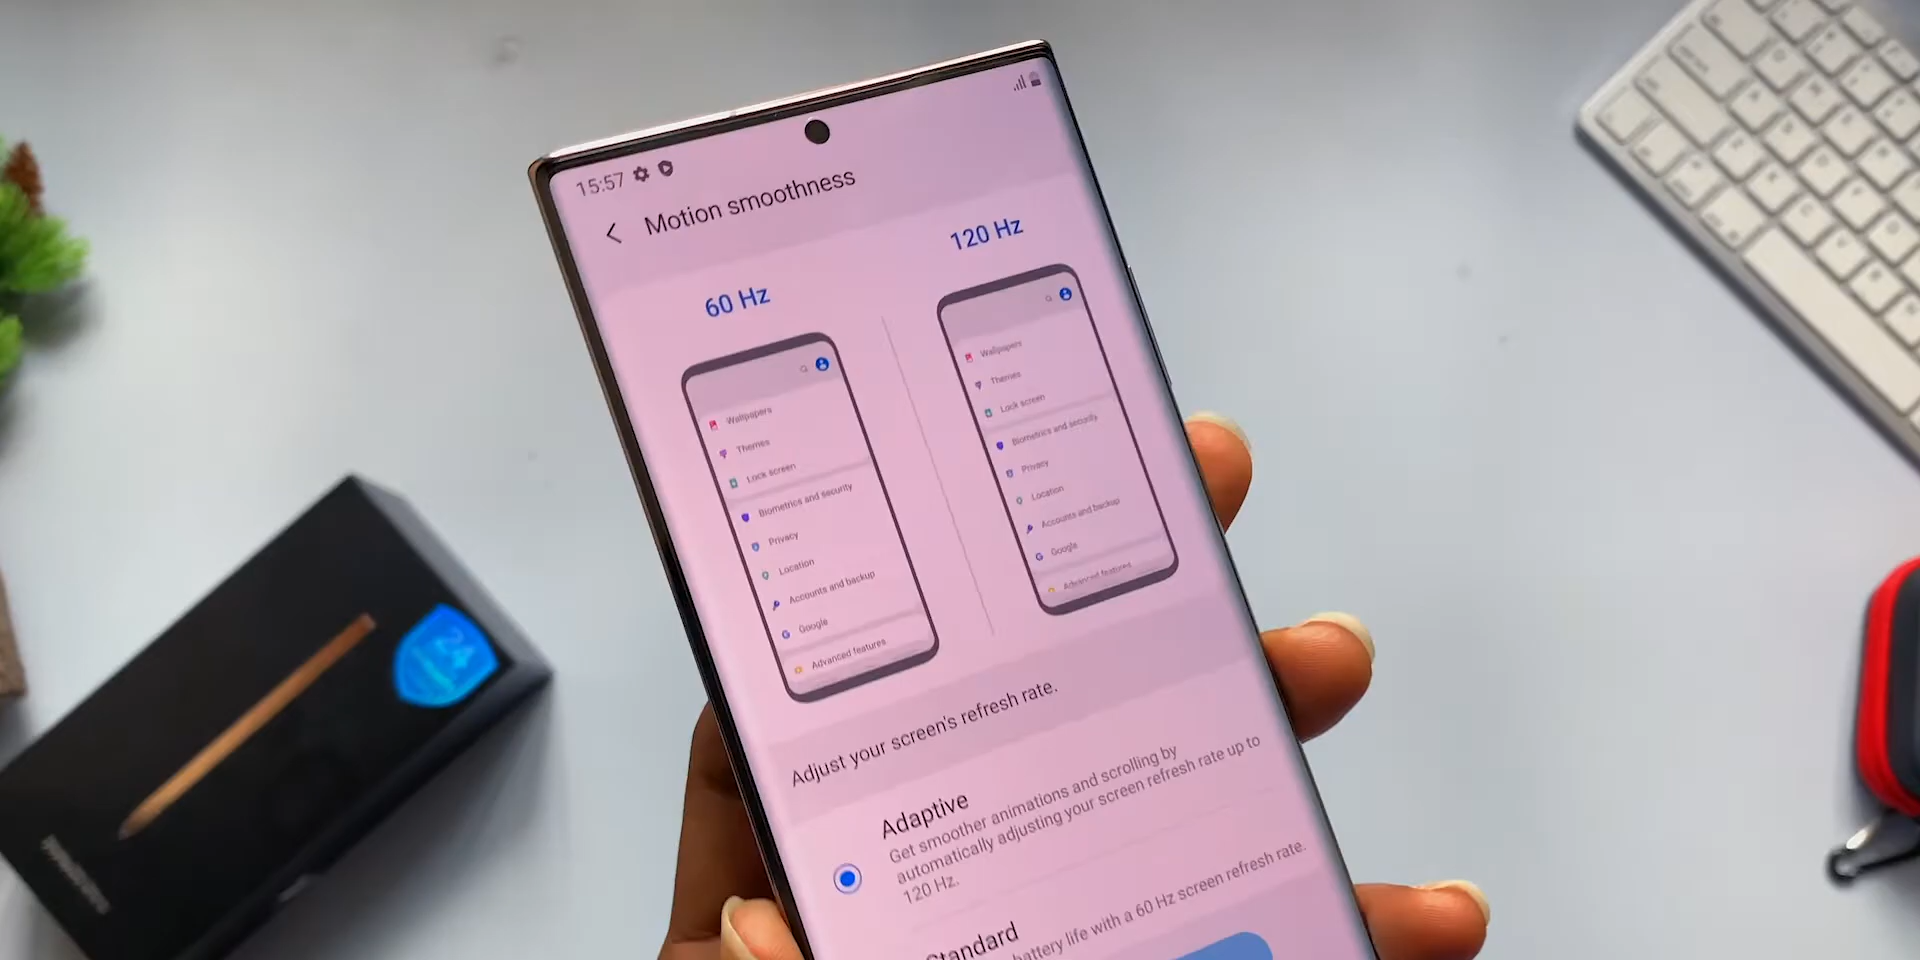 15:57
Motion smoothness
60 Hz
120 Hz
Wallpapers
Themes
Lock screen
Biometrics and security
Privacy
Location
Accounts and backup
Google
Advanced features
Wallpapers
Themes
Lock screen
Biometrics and security
Privacy
Location
Accounts and backup
Google
Advanced features
Adjust your screen's refresh rate.
Adaptive
Get smoother animations and scrolling by
automatically adjusting your screen refresh rate up to
120 Hz.
Standard
battery life with a 60 Hz screen refresh rate.
24